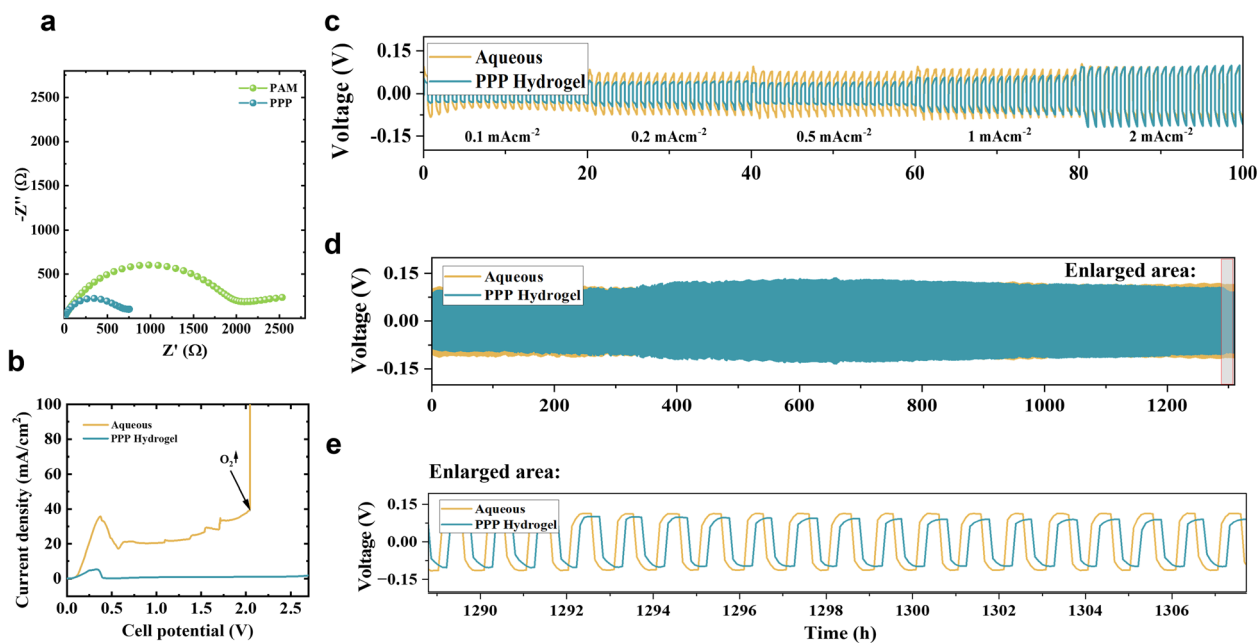 a
-Z'' (Ω)
2500
2000
1500
1000
500
0
PAM
PPP
0 500 1000 1500 2000 2500
Z' (Ω)
b
Current density (mA/cm²)
100
80
60
40
20
0
Aqueous
PPP Hydrogel
O₂↑
0.0 0.5 1.0 1.5 2.0 2.5
Cell potential (V)
c
Voltage (V)
0.15
0.00
-0.15
Aqueous
PPP Hydrogel
0.1 mAcm⁻² 0.2 mAcm⁻² 0.5 mAcm⁻² 1 mAcm⁻² 2 mAcm⁻²
0 20 40 60 80 100
d
Voltage (V)
0.15
0.00
-0.15
Aqueous
PPP Hydrogel
Enlarged area:
0 200 400 600 800 1000 1200
e
Enlarged area:
Voltage (V)
0.15
0.00
-0.15
Aqueous
PPP Hydrogel
1290 1292 1294 1296 1298 1300 1302 1304 1306
Time (h)